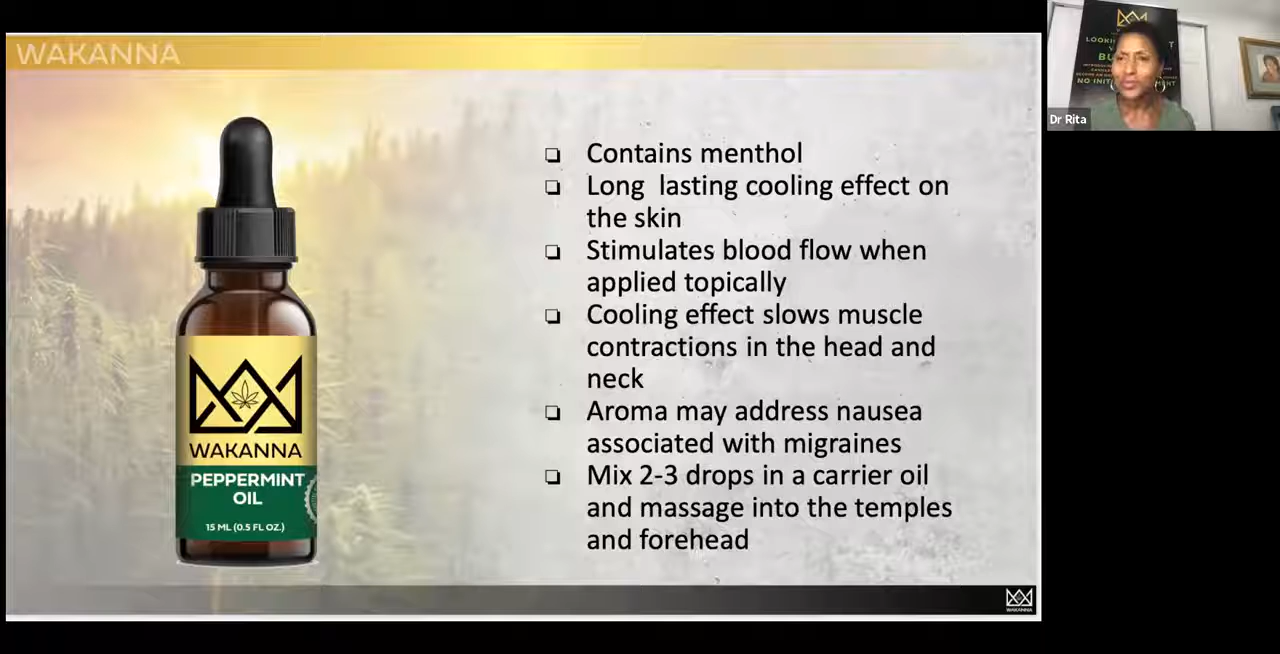 WAKANNA
Contains menthol
Long lasting cooling effect on
the skin
Stimulates blood flow when
applied topically
Cooling effect slows muscle
contractions in the head and
neck
Aroma may address nausea
associated with migraines
Mix 2-3 drops in a carrier oil
and massage into the temples
and forehead
WAKANNA
PEPPERMINT
OIL
15 ML (0.5 FL OZ.)
WAKANNA
Dr Rita